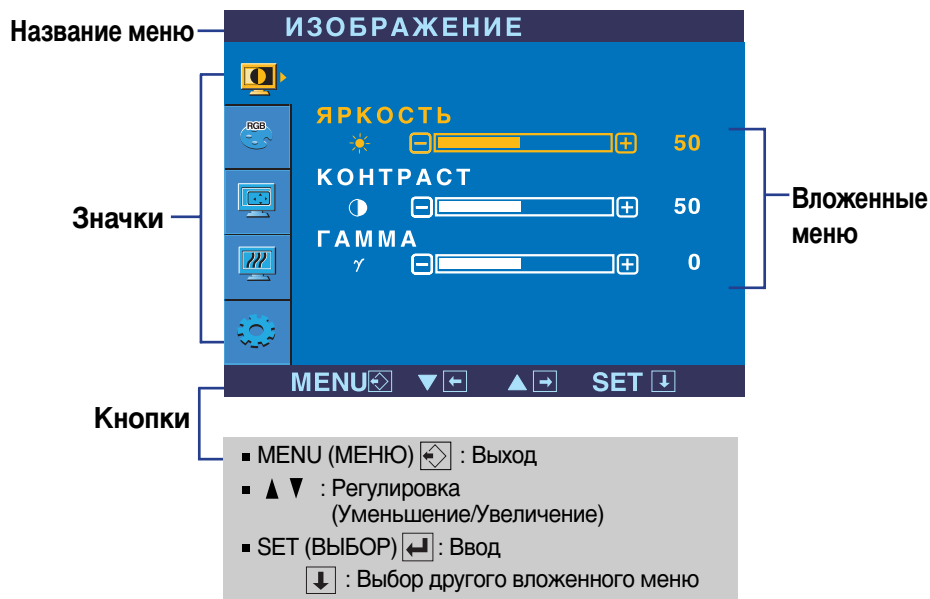 Название меню
ИЗОБРАЖЕНИЕ
RGB
ЯРКОСТЬ
50
КОНТРАСТ
50
ГАММА
γ
0
Значки
Вложенные
меню
MENU ▼ ← ▲ → SET ↓
Кнопки
▪ MENU (МЕНЮ) : Выход
▪ ▲ ▼ : Регулировка
(Уменьшение/Увеличение)
▪ SET (ВЫБОР) ↵ : Ввод
↓ : Выбор другого вложенного меню